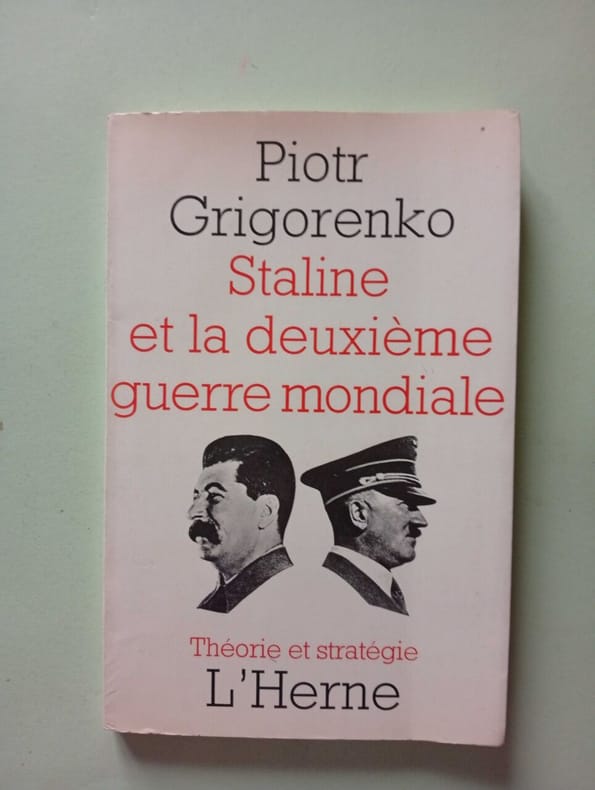 Piotr
Grigorenko
Staline
et la deuxième
guerre mondiale
Théorie et stratégie
L'Herne